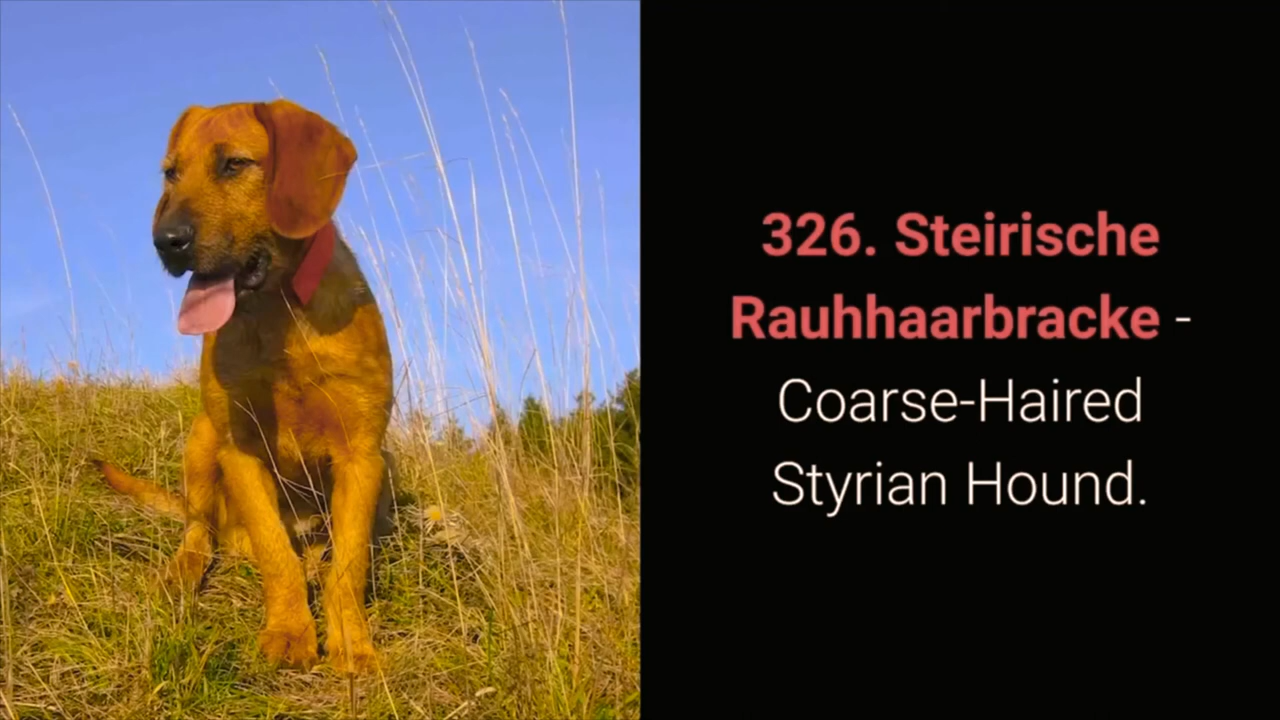 326. Steirische
Rauhhaarbracke -
Coarse-Haired
Styrian Hound.